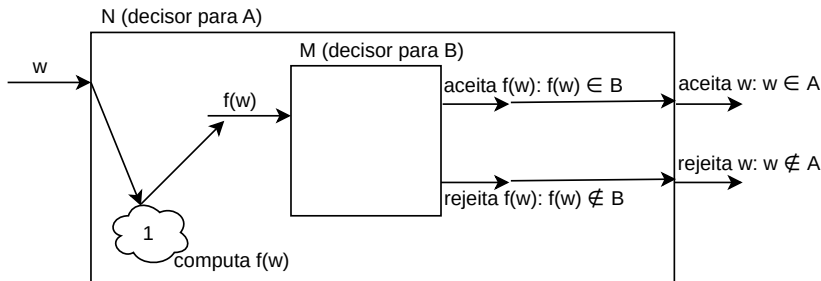 N (decisor para A)
M (decisor para B)
w
f(w)
aceita f(w): f(w) ∈ B
aceita w: w ∈ A
rejeita f(w): f(w) ∉ B
rejeita w: w ∉ A
1
computa f(w)